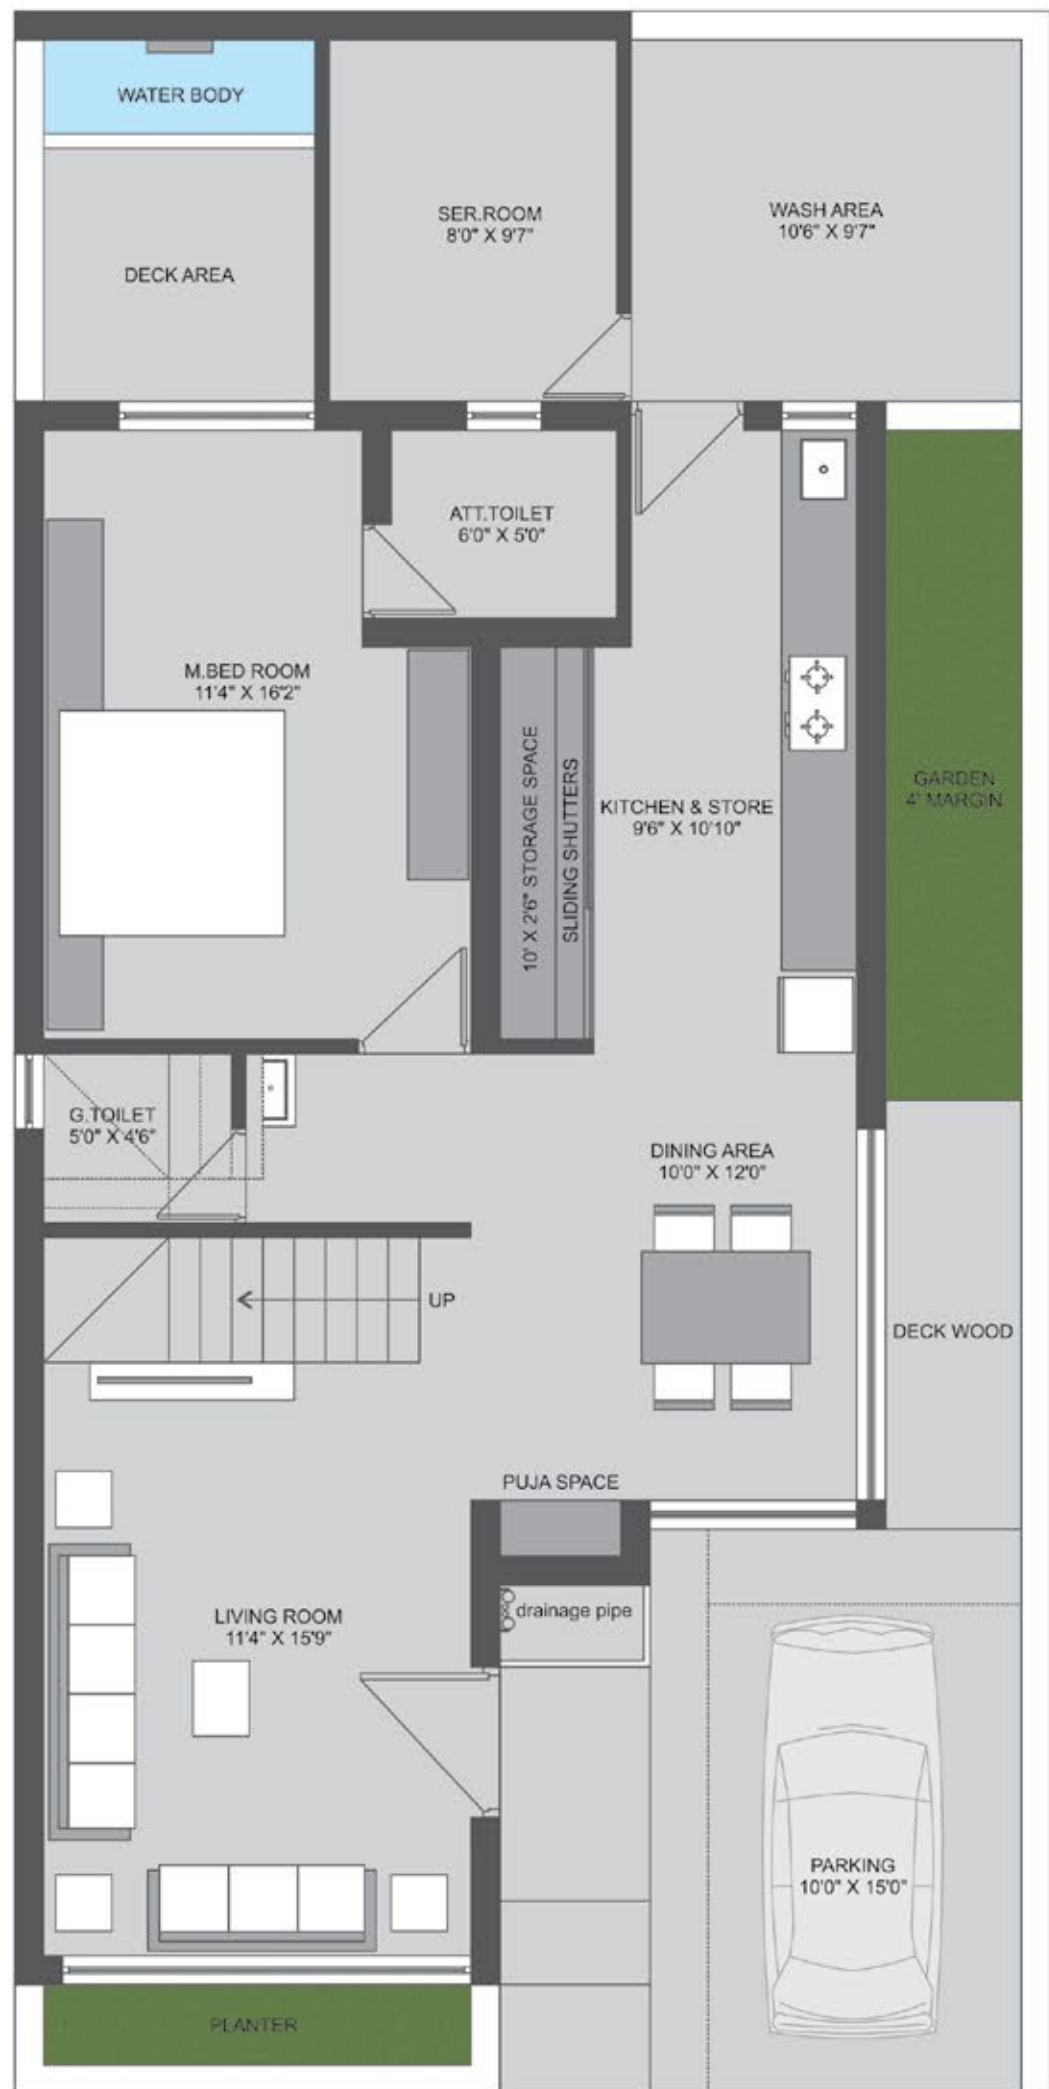 WATER BODY
DECK AREA
SER.ROOM
8'0" X 9'7"
WASH AREA
10'6" X 9'7"
ATT.TOILET
6'0" X 5'0"
M.BED ROOM
11'4" X 16'2"
10' X 2'6" STORAGE SPACE
SLIDING SHUTTERS
KITCHEN & STORE
9'6" X 10'10"
GARDEN
4' MARGIN
G.TOILET
5'0" X 4'6"
DINING AREA
10'0" X 12'0"
UP
DECK WOOD
PUJA SPACE
drainage pipe
LIVING ROOM
11'4" X 15'9"
PARKING
10'0" X 15'0"
PLANTER